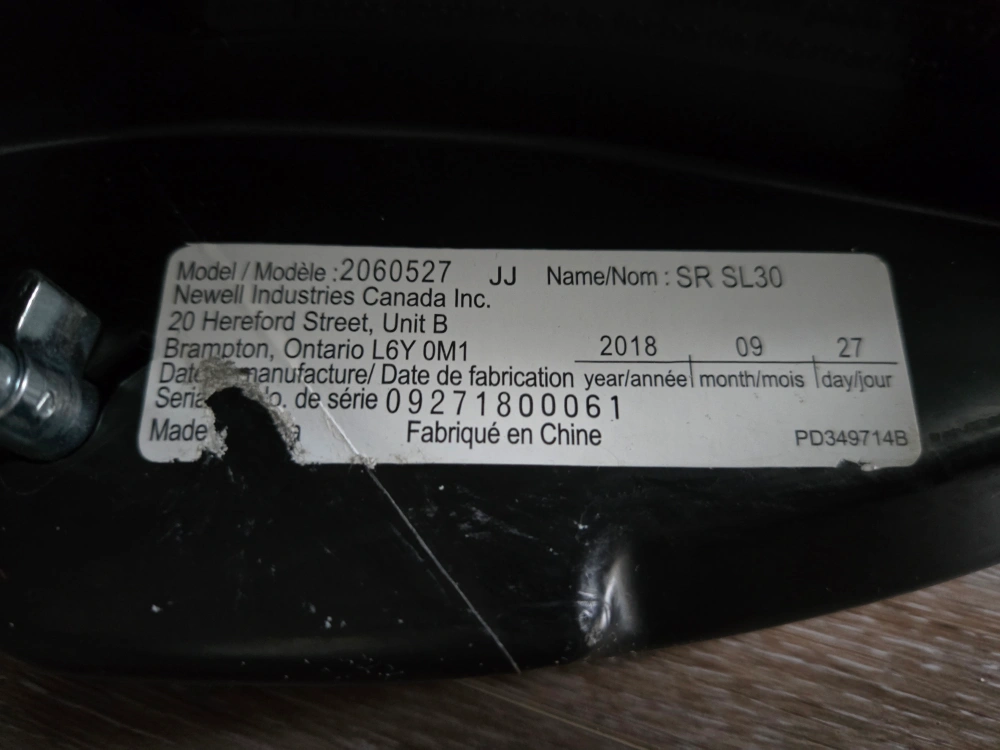 Model / Modèle : 2060527 JJ Name/Nom : SR SL30
Newell Industries Canada Inc.
20 Hereford Street, Unit B
Brampton, Ontario L6Y 0M1 2018 09 27
manufacture/ Date de fabrication year/année month/mois day/jour
de série 09271800061
Made Fabriqué en Chine PD349714B